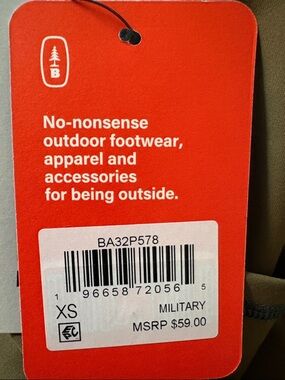 B
No-nonsense
outdoor footwear,
apparel and
accessories
for being outside.
BA32P578
1 96658 72056 5
XS MILITARY
MSRP $59.00